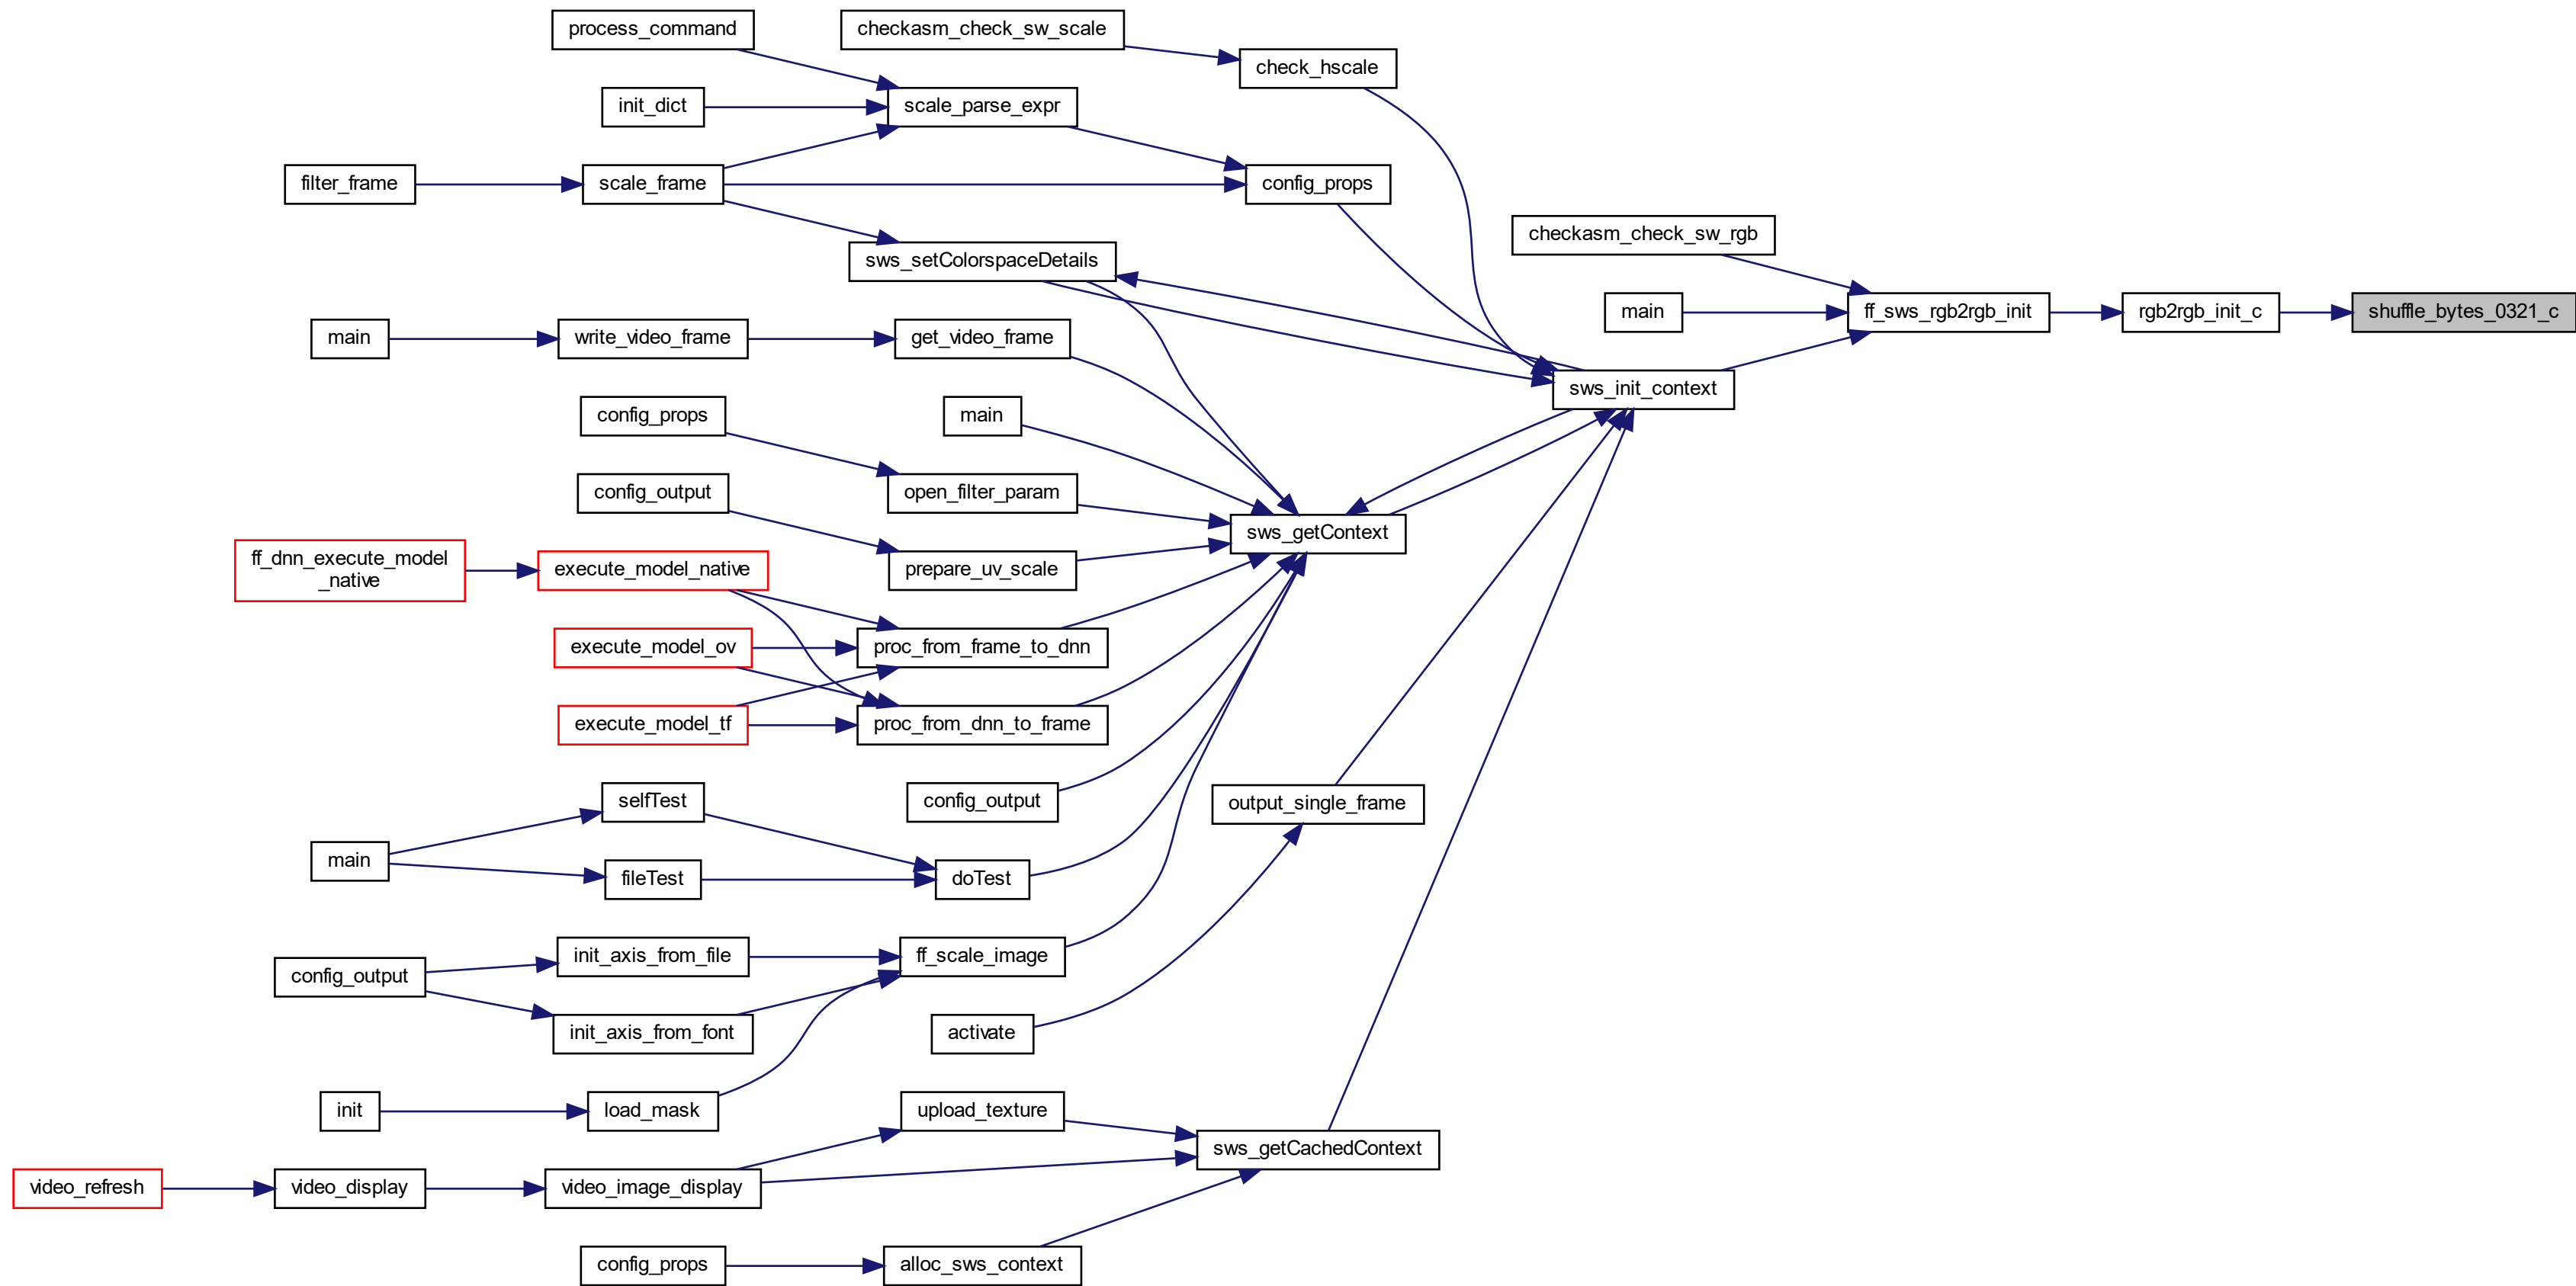 process_command
checkasm_check_sw_scale
check_hscale
init_dict
scale_parse_expr
filter_frame
scale_frame
config_props
checkasm_check_sw_rgb
sws_setColorspaceDetails
main
ff_sws_rgb2rgb_init
rgb2rgb_init_c
shuffle_bytes_0321_c
main
write_video_frame
get_video_frame
sws_init_context
config_props
main
config_output
open_filter_param
sws_getContext
ff_dnn_execute_model
_native
execute_model_native
prepare_uv_scale
execute_model_ov
proc_from_frame_to_dnn
execute_model_tf
proc_from_dnn_to_frame
selfTest
config_output
output_single_frame
main
fileTest
doTest
config_output
init_axis_from_file
ff_scale_image
init_axis_from_font
activate
init
load_mask
upload_texture
sws_getCachedContext
video_refresh
video_display
video_image_display
config_props
alloc_sws_context